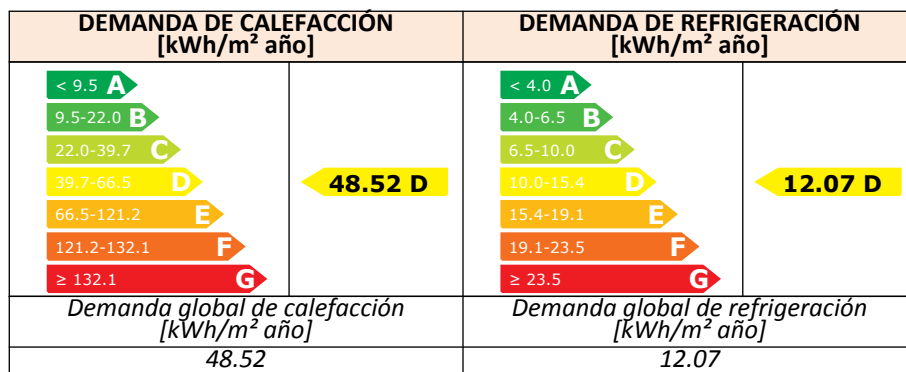 DEMANDA DE CALEFACCIÓN
[kWh/m² año]
DEMANDA DE REFRIGERACIÓN
[kWh/m² año]
< 9.5 A
9.5-22.0 B
22.0-39.7 C
39.7-66.5 D
66.5-121.2 E
121.2-132.1 F
≥ 132.1 G
48.52 D
< 4.0 A
4.0-6.5 B
6.5-10.0 C
10.0-15.4 D
15.4-19.1 E
19.1-23.5 F
≥ 23.5 G
12.07 D
Demanda global de calefacción
[kWh/m² año]
Demanda global de refrigeración
[kWh/m² año]
48.52
12.07